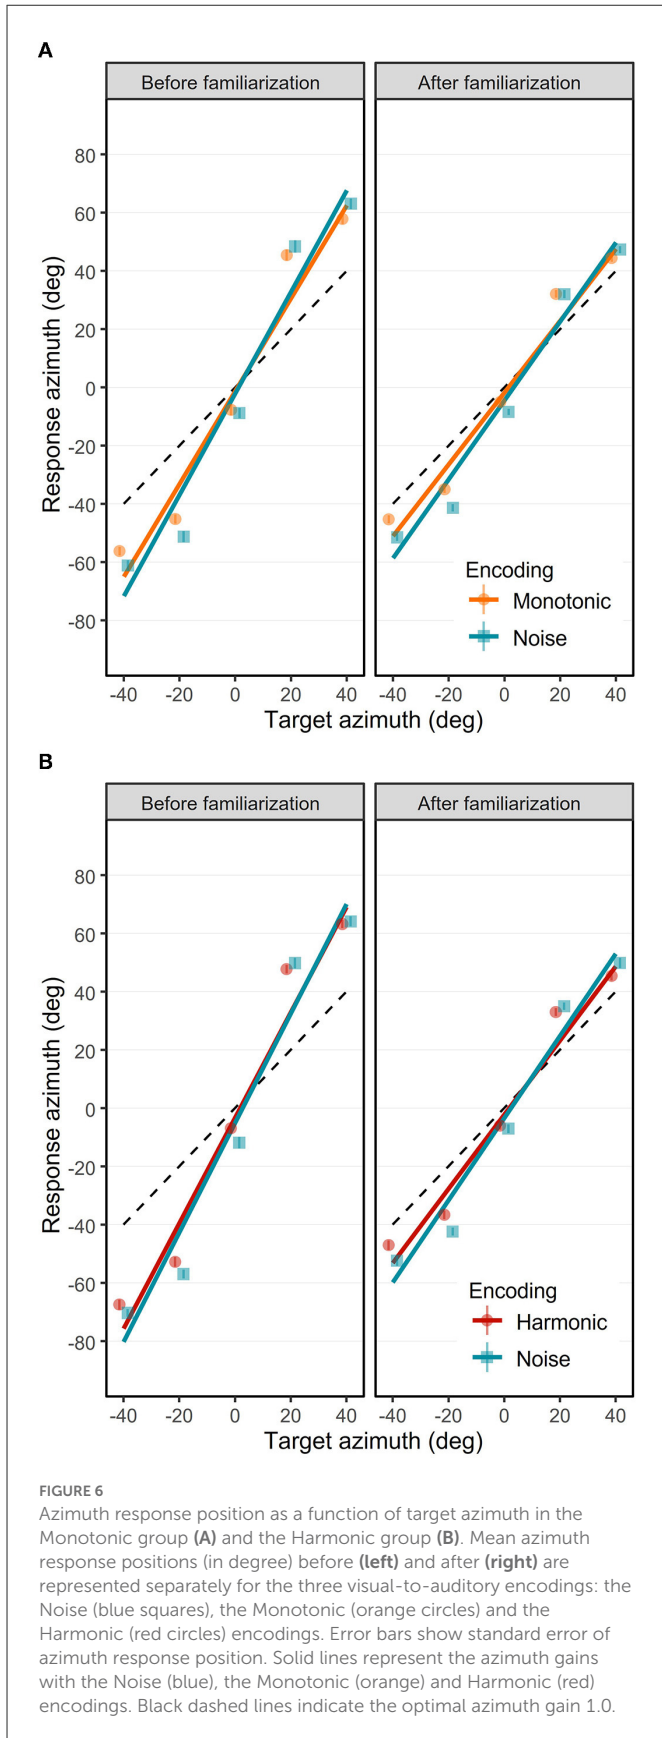 A
Before familiarization
After familiarization
80
60
40
20
0
-20
-40
-60
-80
Response azimuth (deg)
Encoding
Monotonic
Noise
-40 -20 0 20 40
-40 -20 0 20 40
Target azimuth (deg)
B
Before familiarization
After familiarization
80
60
40
20
0
-20
-40
-60
-80
Response azimuth (deg)
Encoding
Harmonic
Noise
-40 -20 0 20 40
-40 -20 0 20 40
Target azimuth (deg)
FIGURE 6
Azimuth response position as a function of target azimuth in the
Monotonic group (A) and the Harmonic group (B). Mean azimuth
response positions (in degree) before (left) and after (right) are
represented separately for the three visual-to-auditory encodings: the
Noise (blue squares), the Monotonic (orange circles) and the
Harmonic (red circles) encodings. Error bars show standard error of
azimuth response position. Solid lines represent the azimuth gains
with the Noise (blue), the Monotonic (orange) and Harmonic (red)
encodings. Black dashed lines indicate the optimal azimuth gain 1.0.